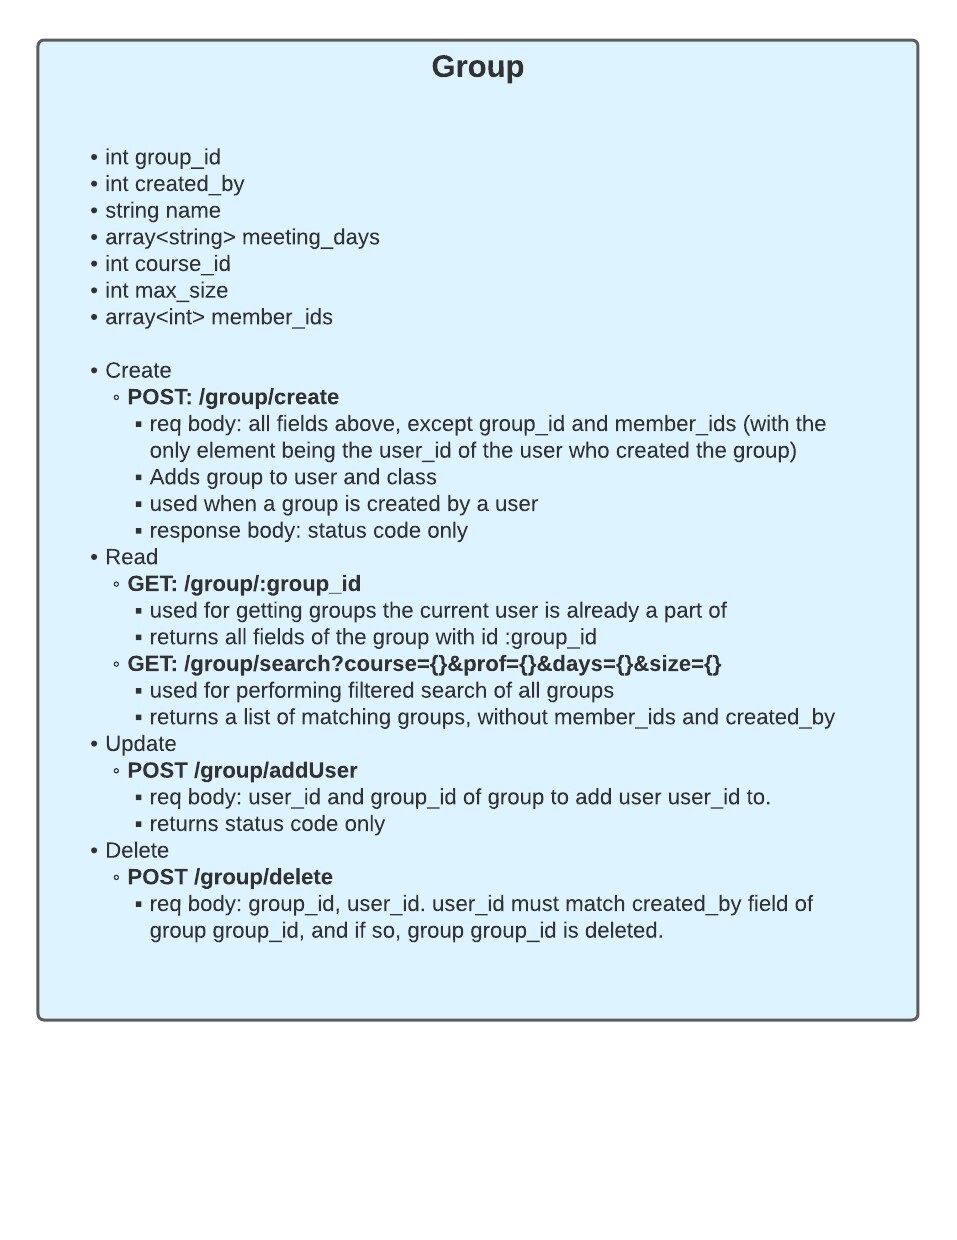 Group
• int group_id
• int created_by
• string name
• array<string> meeting_days
• int course_id
• int max_size
• array<int> member_ids
• Create
◦ POST: /group/create
▪ req body: all fields above, except group_id and member_ids (with the
only element being the user_id of the user who created the group)
▪ Adds group to user and class
▪ used when a group is created by a user
▪ response body: status code only
• Read
◦ GET: /group/:group_id
▪ used for getting groups the current user is already a part of
▪ returns all fields of the group with id :group_id
◦ GET: /group/search?course={}&prof={}&days={}&size={}
▪ used for performing filtered search of all groups
▪ returns a list of matching groups, without member_ids and created_by
• Update
◦ POST /group/addUser
▪ req body: user_id and group_id of group to add user user_id to.
▪ returns status code only
• Delete
◦ POST /group/delete
▪ req body: group_id, user_id. user_id must match created_by field of
group group_id, and if so, group group_id is deleted.